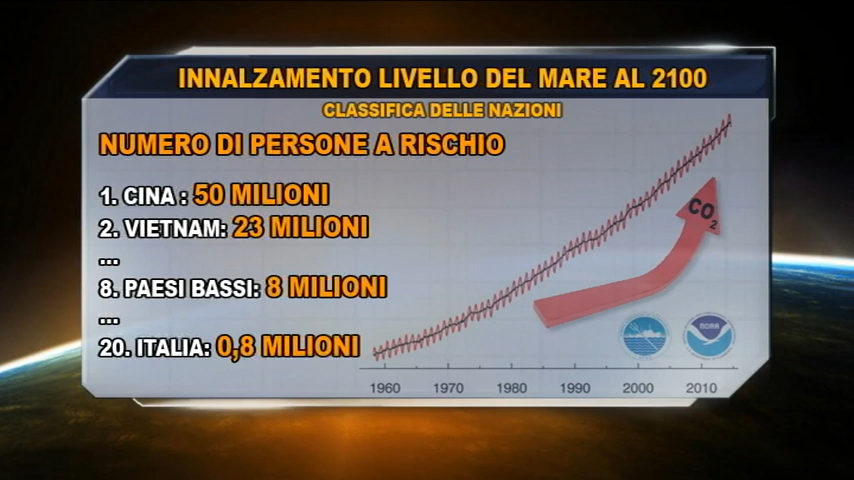 INNALZAMENTO LIVELLO DEL MARE AL 2100
CLASSIFICA DELLE NAZIONI
NUMERO DI PERSONE A RISCHIO
1. CINA : 50 MILIONI
2. VIETNAM: 23 MILIONI
...
8. PAESI BASSI: 8 MILIONI
...
20. ITALIA: 0,8 MILIONI
CO2
NOAA
1960 1970 1980 1990 2000 2010